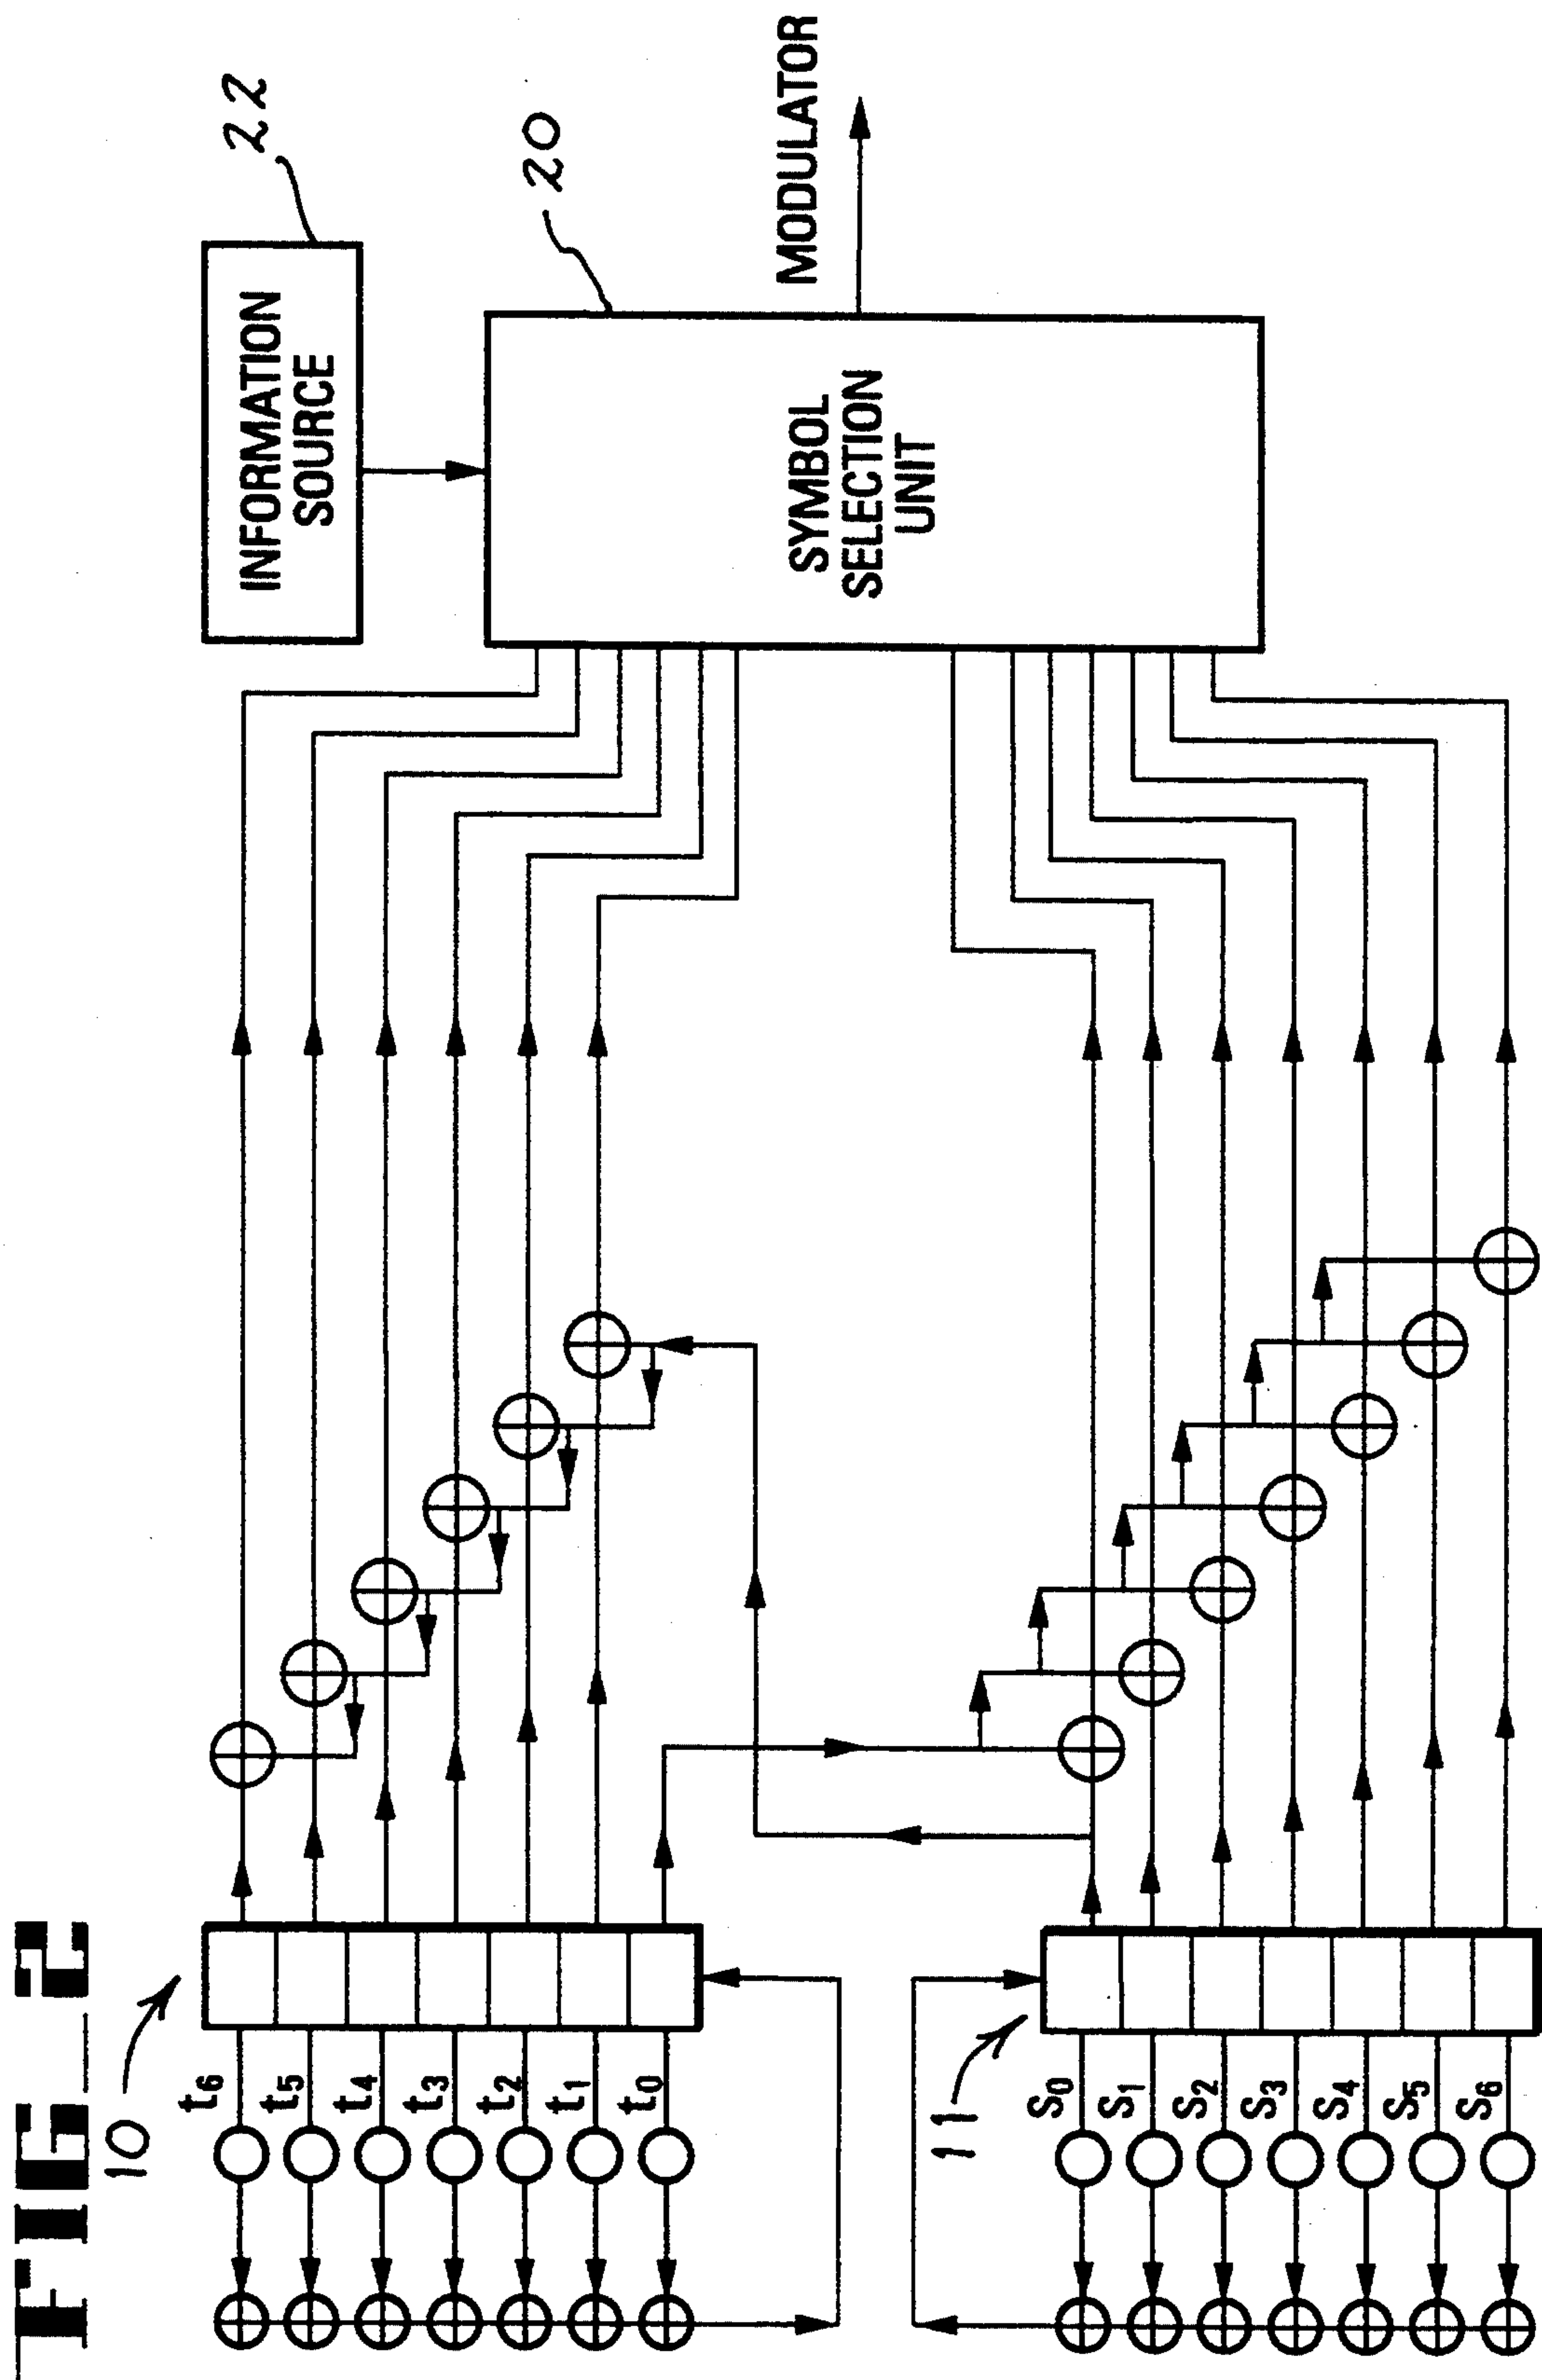 FIG_2
10
t6
t5
t4
t3
t2
t1
t0
11
S0
S1
S2
S3
S4
S5
S6
INFORMATION
SOURCE
22
SYMBOL
SELECTION
UNIT
20
MODULATOR